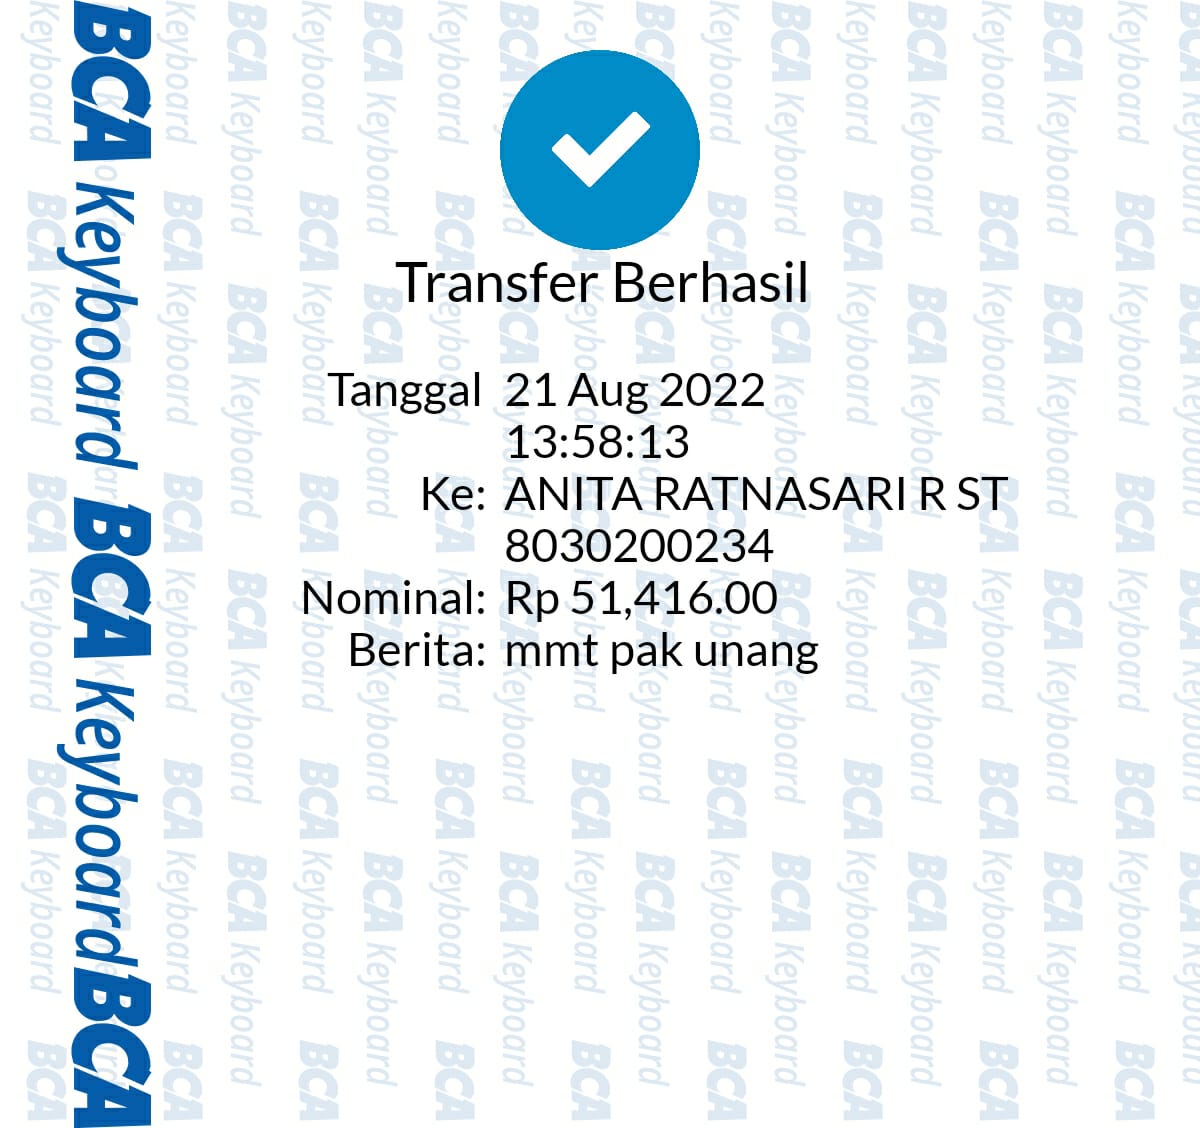 BCA Keyboard BCA Keyboard BCA
Transfer Berhasil
Tanggal 21 Aug 2022
13:58:13
Ke: ANITA RATNASARI R ST
8030200234
Nominal: Rp 51,416.00
Berita: mmt pak unang